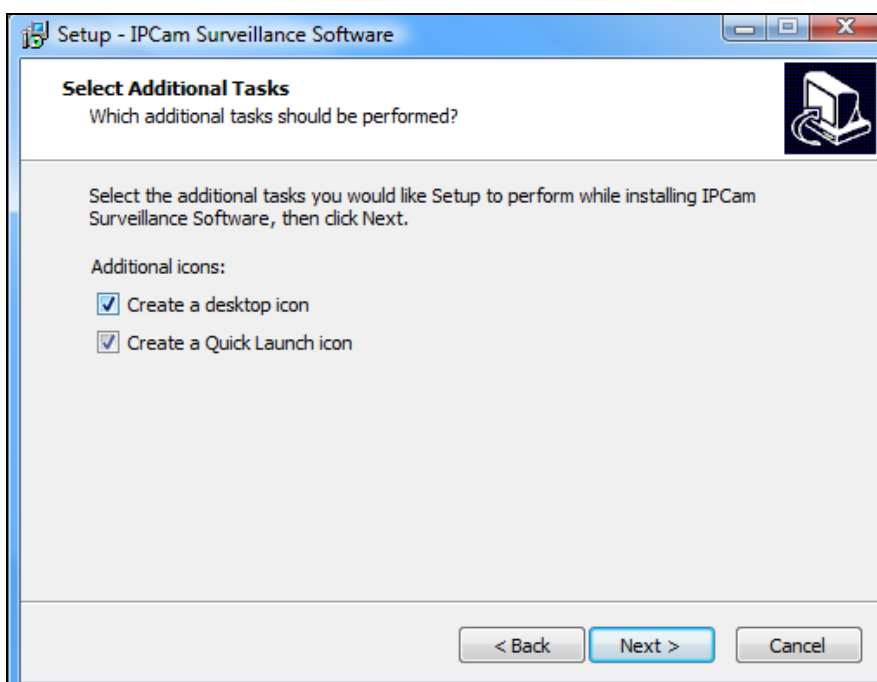 Setup - IPCam Surveillance Software
Select Additional Tasks
Which additional tasks should be performed?
Select the additional tasks you would like Setup to perform while installing IPCam
Surveillance Software, then click Next.
Additional icons:
Create a desktop icon
Create a Quick Launch icon
< Back Next > Cancel